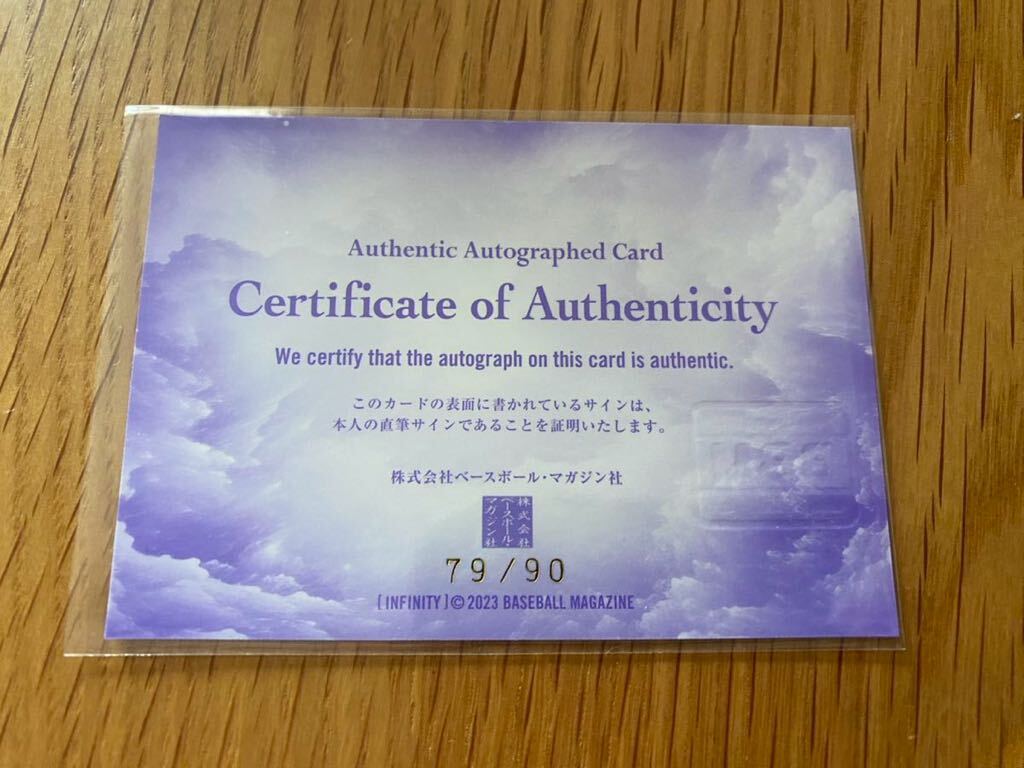 Authentic Autographed Card
Certificate of Authenticity
We certify that the autograph on this card is authentic.
このカードの表面に書かれているサインは、
本人の直筆サインであることを証明いたします。
株式会社ベースボール・マガジン社
株式会社
ベースボール・
マガジン社
79/90
[INFINITY]©2023 BASEBALL MAGAZINE